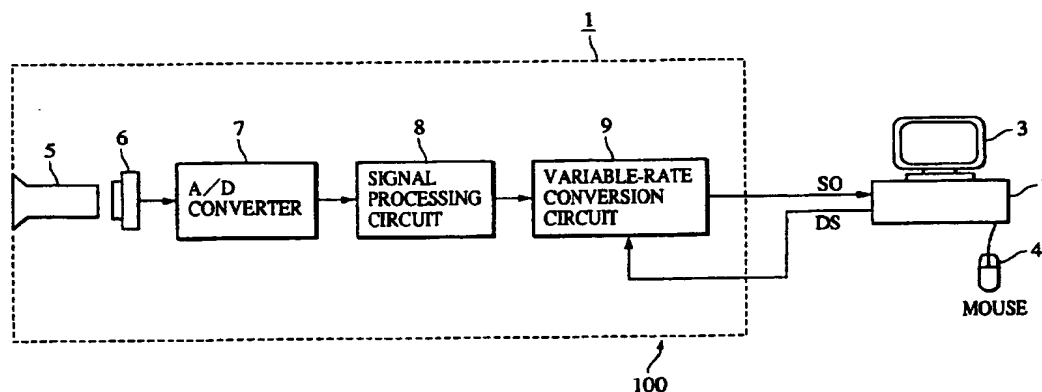 1
5
6
7
8
9
A/D
CONVERTER
SIGNAL
PROCESSING
CIRCUIT
VARIABLE-RATE
CONVERSION
CIRCUIT
SO
DS
3
4
MOUSE
100